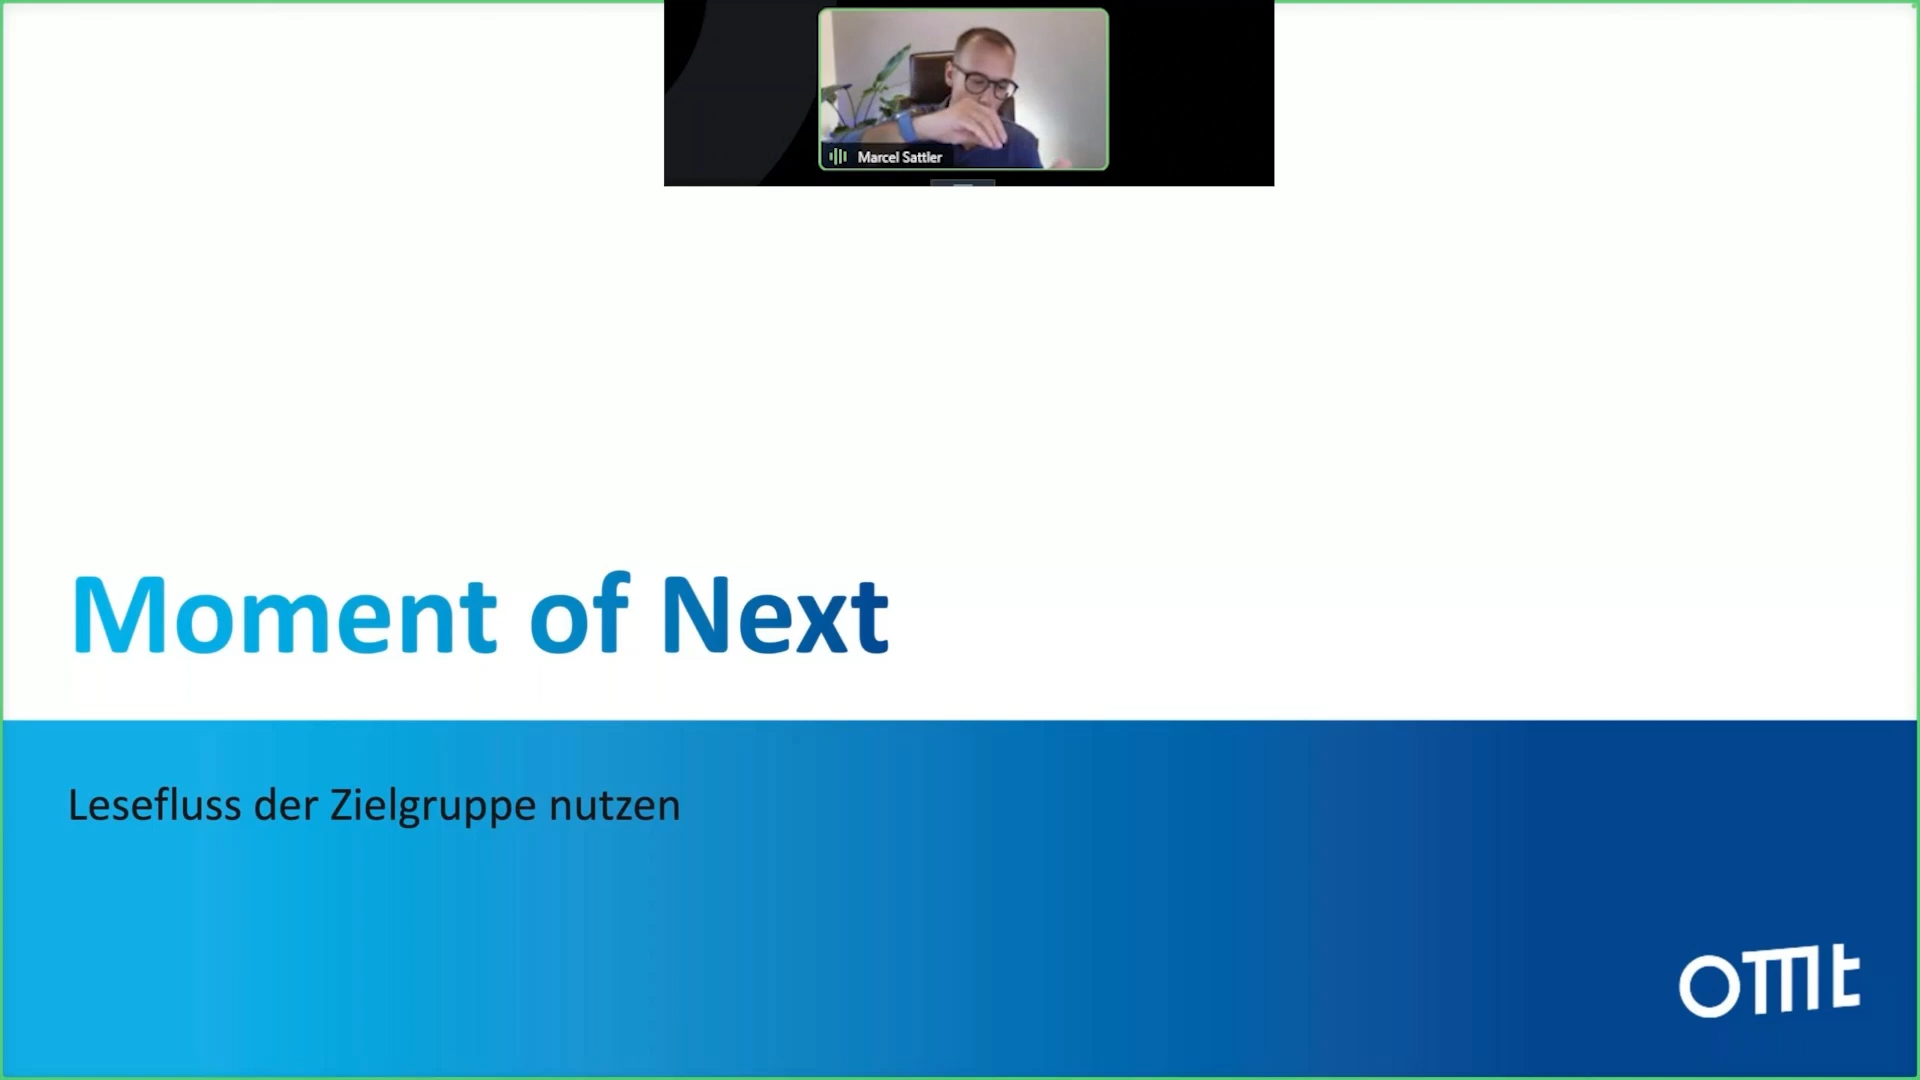 Marcel Sattler
Moment of Next
Lesefluss der Zielgruppe nutzen
omt